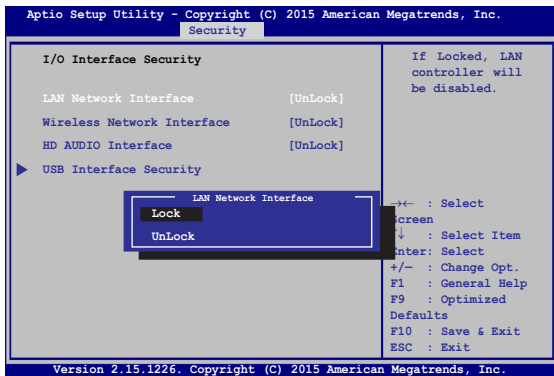 Aptio Setup Utility - Copyright (C) 2015 American Megatrends, Inc.
Security
I/O Interface Security
LAN Network Interface [UnLock]
Wireless Network Interface [UnLock]
HD AUDIO Interface [UnLock]
USB Interface Security
LAN Network Interface
Lock
UnLock
If Locked, LAN
controller will
be disabled.
→← : Select
Screen
↑↓ : Select Item
Enter: Select
+/— : Change Opt.
F1 : General Help
F9 : Optimized
Defaults
F10 : Save & Exit
ESC : Exit
Version 2.15.1226. Copyright (C) 2015 American Megatrends, Inc.